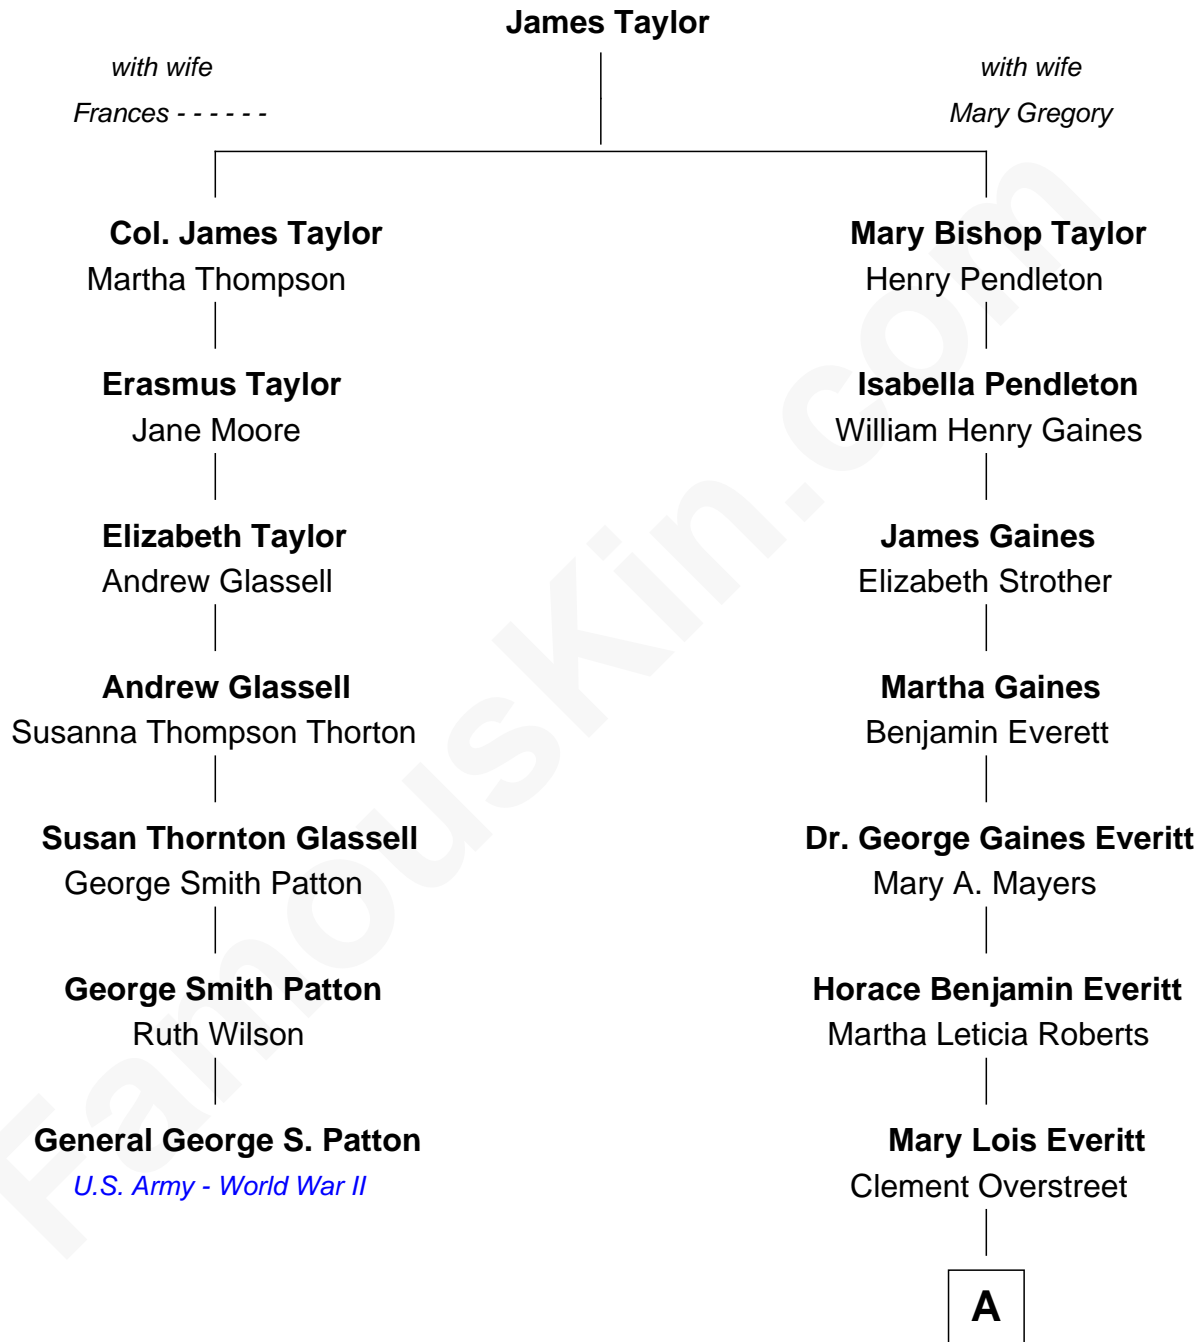 James Taylor
with wife
with wife
Frances - - - - - -
Mary Gregory
Col. James Taylor
Mary Bishop Taylor
Martha Thompson
Henry Pendleton
Erasmus Taylor
Isabella Pendleton
Jane Moore
William Henry Gaines
Elizabeth Taylor
James Gaines
Andrew Glassell
Elizabeth Strother
Andrew Glassell
Martha Gaines
Susanna Thompson Thorton
Benjamin Everett
Susan Thornton Glassell
Dr. George Gaines Everitt
George Smith Patton
Mary A. Mayers
George Smith Patton
Horace Benjamin Everitt
Ruth Wilson
Martha Leticia Roberts
General George S. Patton
Mary Lois Everitt
U.S. Army - World War II
Clement Overstreet
A
FamousKin.com